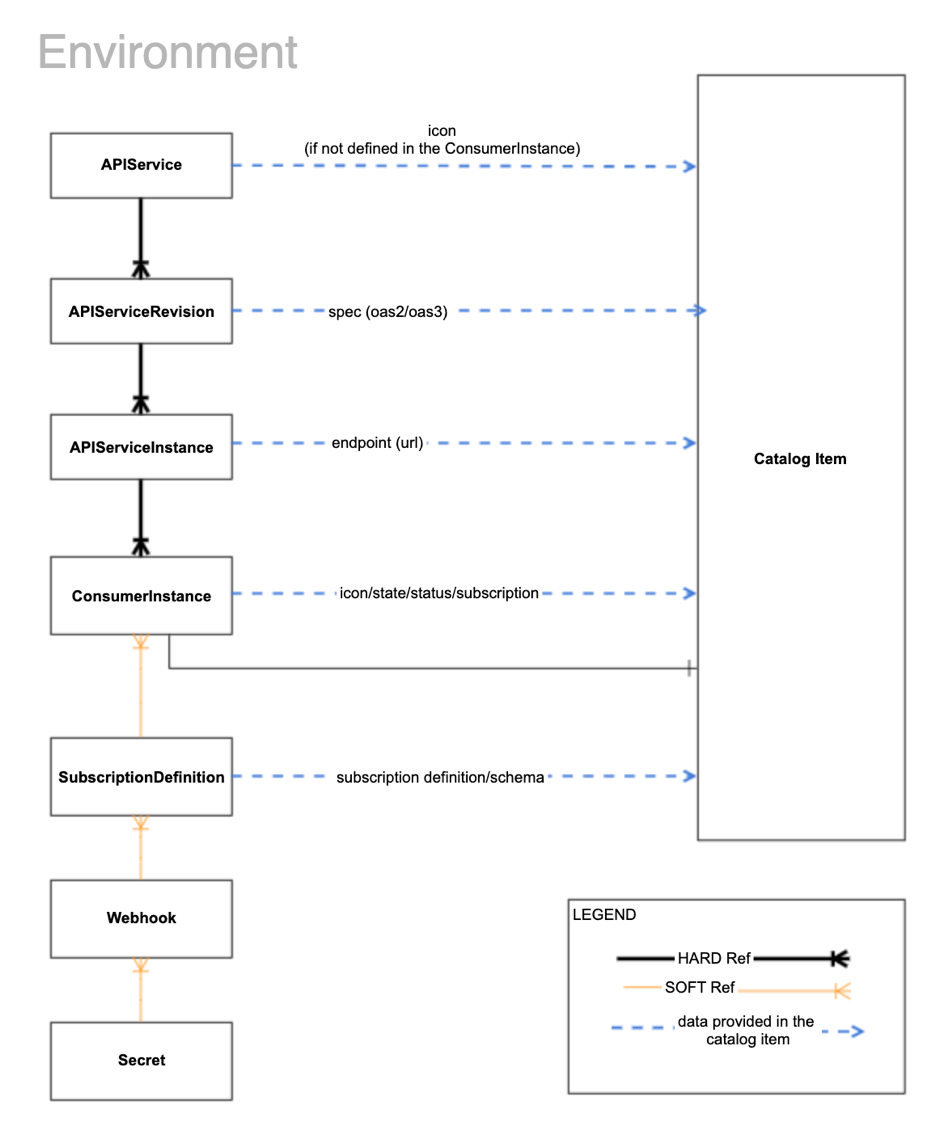 Environment
icon
(if not defined in the ConsumerInstance)
APIService
APIServiceRevision
spec (oas2/oas3)
APIServiceInstance
endpoint (url)
Catalog Item
ConsumerInstance
icon/state/status/subscription
SubscriptionDefinition
subscription definition/schema
Webhook
Secret
LEGEND
HARD Ref
SOFT Ref
data provided in the
catalog item